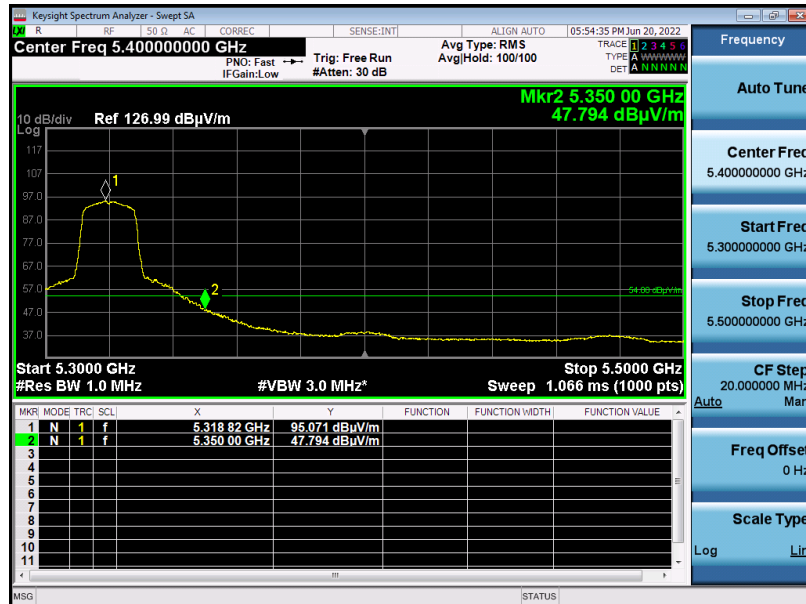 Keysight Spectrum Analyzer - Swept SA
LXI R RF 50 Ω AC CORREC SENSE:INT ALIGN AUTO 05:54:35 PM Jun 20, 2022
Center Freq 5.400000000 GHz
PNO: Fast
IFGain:Low
Trig: Free Run
#Atten: 30 dB
Avg Type: RMS
Avg|Hold: 100/100
TRACE 1 2 3 4 5 6
TYPE A WWWWW
DET A N N N N N
Mkr2 5.350 00 GHz
47.794 dBµV/m
10 dB/div Ref 126.99 dBµV/m
Log
117
107
97.0
87.0
77.0
67.0
57.0
47.0
37.0
1
2
54.00 dBµV/m
Start 5.3000 GHz Stop 5.5000 GHz
#Res BW 1.0 MHz #VBW 3.0 MHz* Sweep 1.066 ms (1000 pts)
MKR MODE TRC SCL X Y FUNCTION FUNCTION WIDTH FUNCTION VALUE
1 N 1 f 5.318 82 GHz 95.071 dBµV/m
2 N 1 f 5.350 00 GHz 47.794 dBµV/m
3
4
5
6
7
8
9
10
11
MSG STATUS
Frequency
Auto Tune
Center Freq
5.400000000 GHz
Start Freq
5.300000000 GHz
Stop Freq
5.500000000 GHz
CF Step
20.000000 MHz
Auto Man
Freq Offset
0 Hz
Scale Type
Log Lin